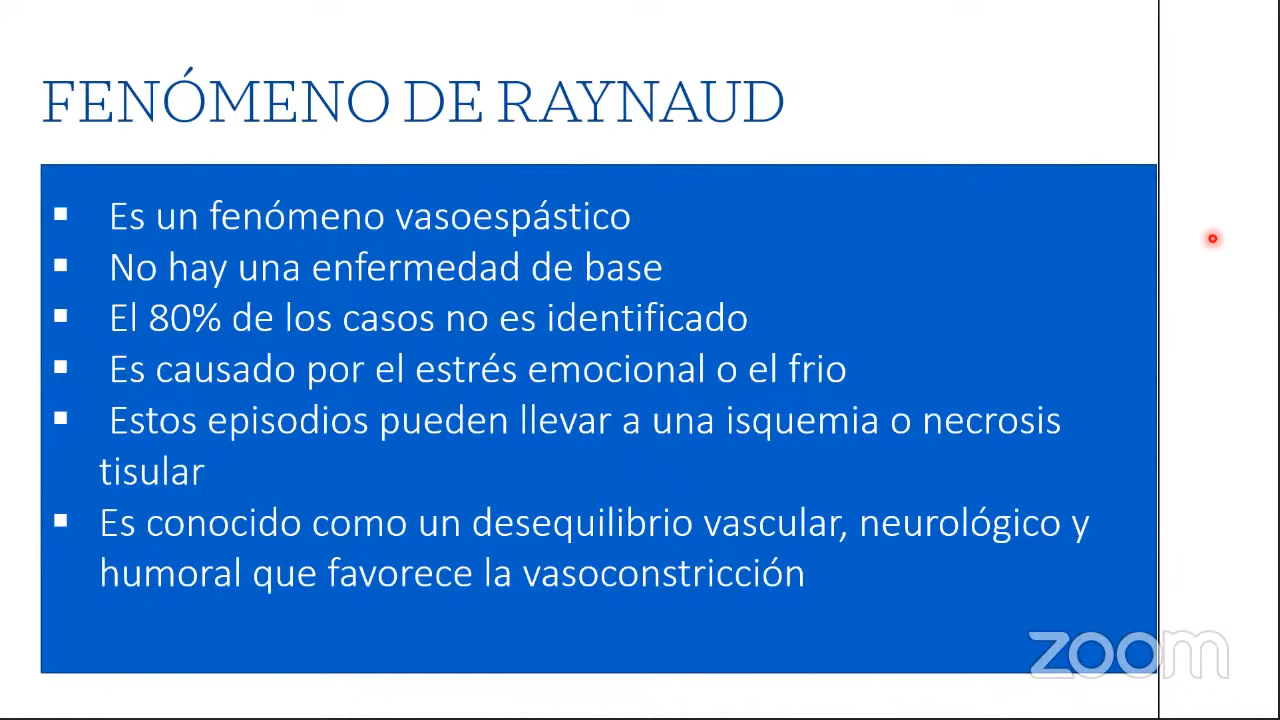 FENÓMENO DE RAYNAUD
▪ Es un fenómeno vasoespástico
▪ No hay una enfermedad de base
▪ El 80% de los casos no es identificado
▪ Es causado por el estrés emocional o el frio
▪ Estos episodios pueden llevar a una isquemia o necrosis
tisular
▪ Es conocido como un desequilibrio vascular, neurológico y
humoral que favorece la vasoconstricción
zoom